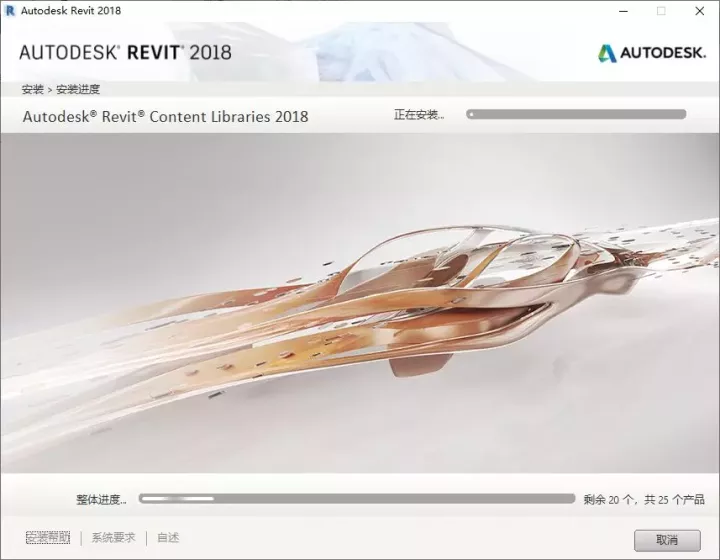 Autodesk Revit 2018
AUTODESK® REVIT® 2018
AUTODESK.
安装 > 安装进度
Autodesk® Revit® Content Libraries 2018
正在安装...
整体进度...
剩余 20 个，共 25 个产品
安装帮助
系统要求
自述
取消